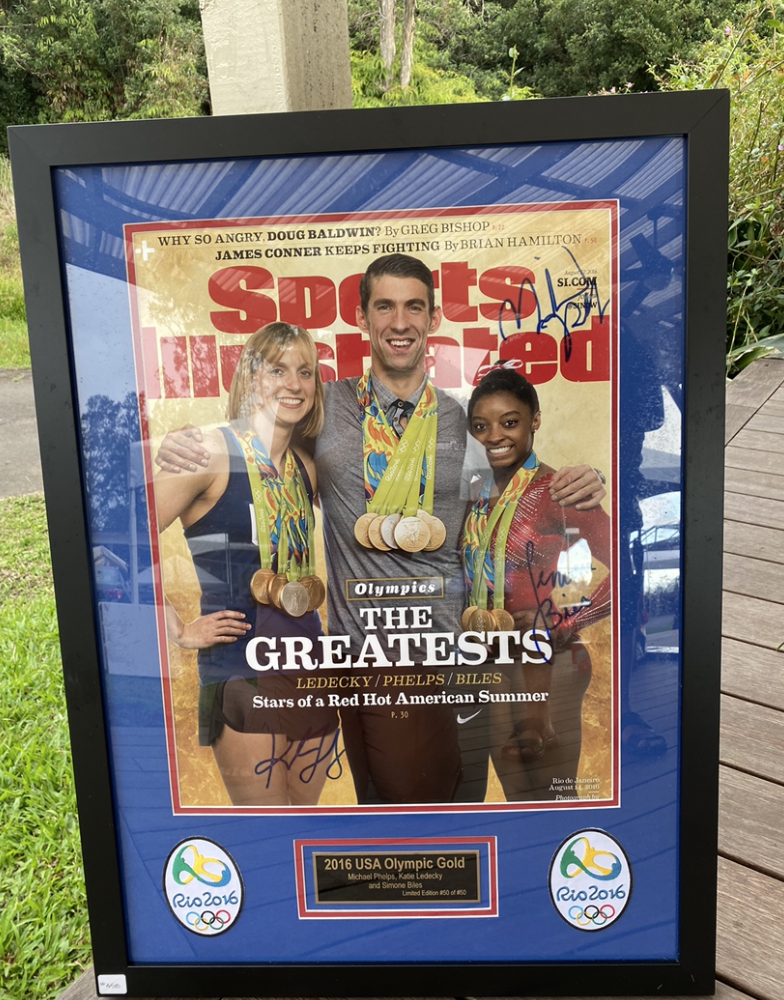 WHY SO ANGRY, DOUG BALDWIN? By GREG BISHOP
JAMES CONNER KEEPS FIGHTING By BRIAN HAMILTON
Sports
SI.COM
Illustrated
Olympics
THE
GREATESTS
LEDECKY / PHELPS / BILES
Stars of a Red Hot American Summer
P. 30
Rio de Janeiro,
August 14, 2016
Photograph by
2016 USA Olympic Gold
Michael Phelps, Katie Ledecky
and Simone Biles
Limited Edition #50 of #50
Rio2016
Rio2016